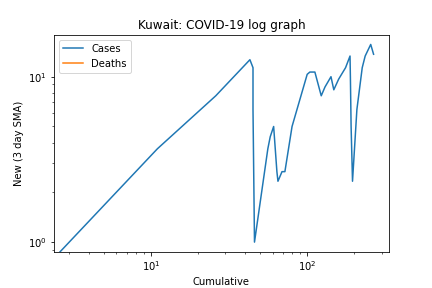 Kuwait: COVID-19 log graph
Cases
Deaths
New (3 day SMA)
10¹
10⁰
10¹
10²
Cumulative